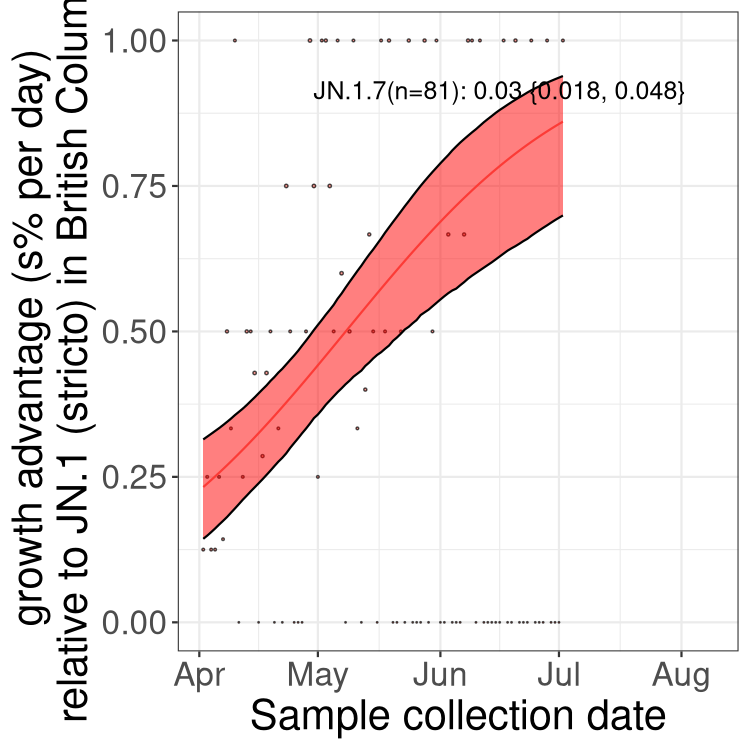 growth advantage (s% per day)
relative to JN.1 (stricto) in British Colum
1.00
0.75
0.50
0.25
0.00
JN.1.7(n=81): 0.03 {0.018, 0.048}
Apr May Jun Jul Aug
Sample collection date